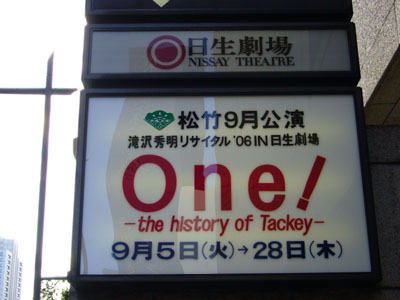 日生劇場
NISSAY THEATRE
松竹9月公演
滝沢秀明リサイタル '06 IN 日生劇場
One!
-the history of Tackey-
9月5日(火)→28日(木)